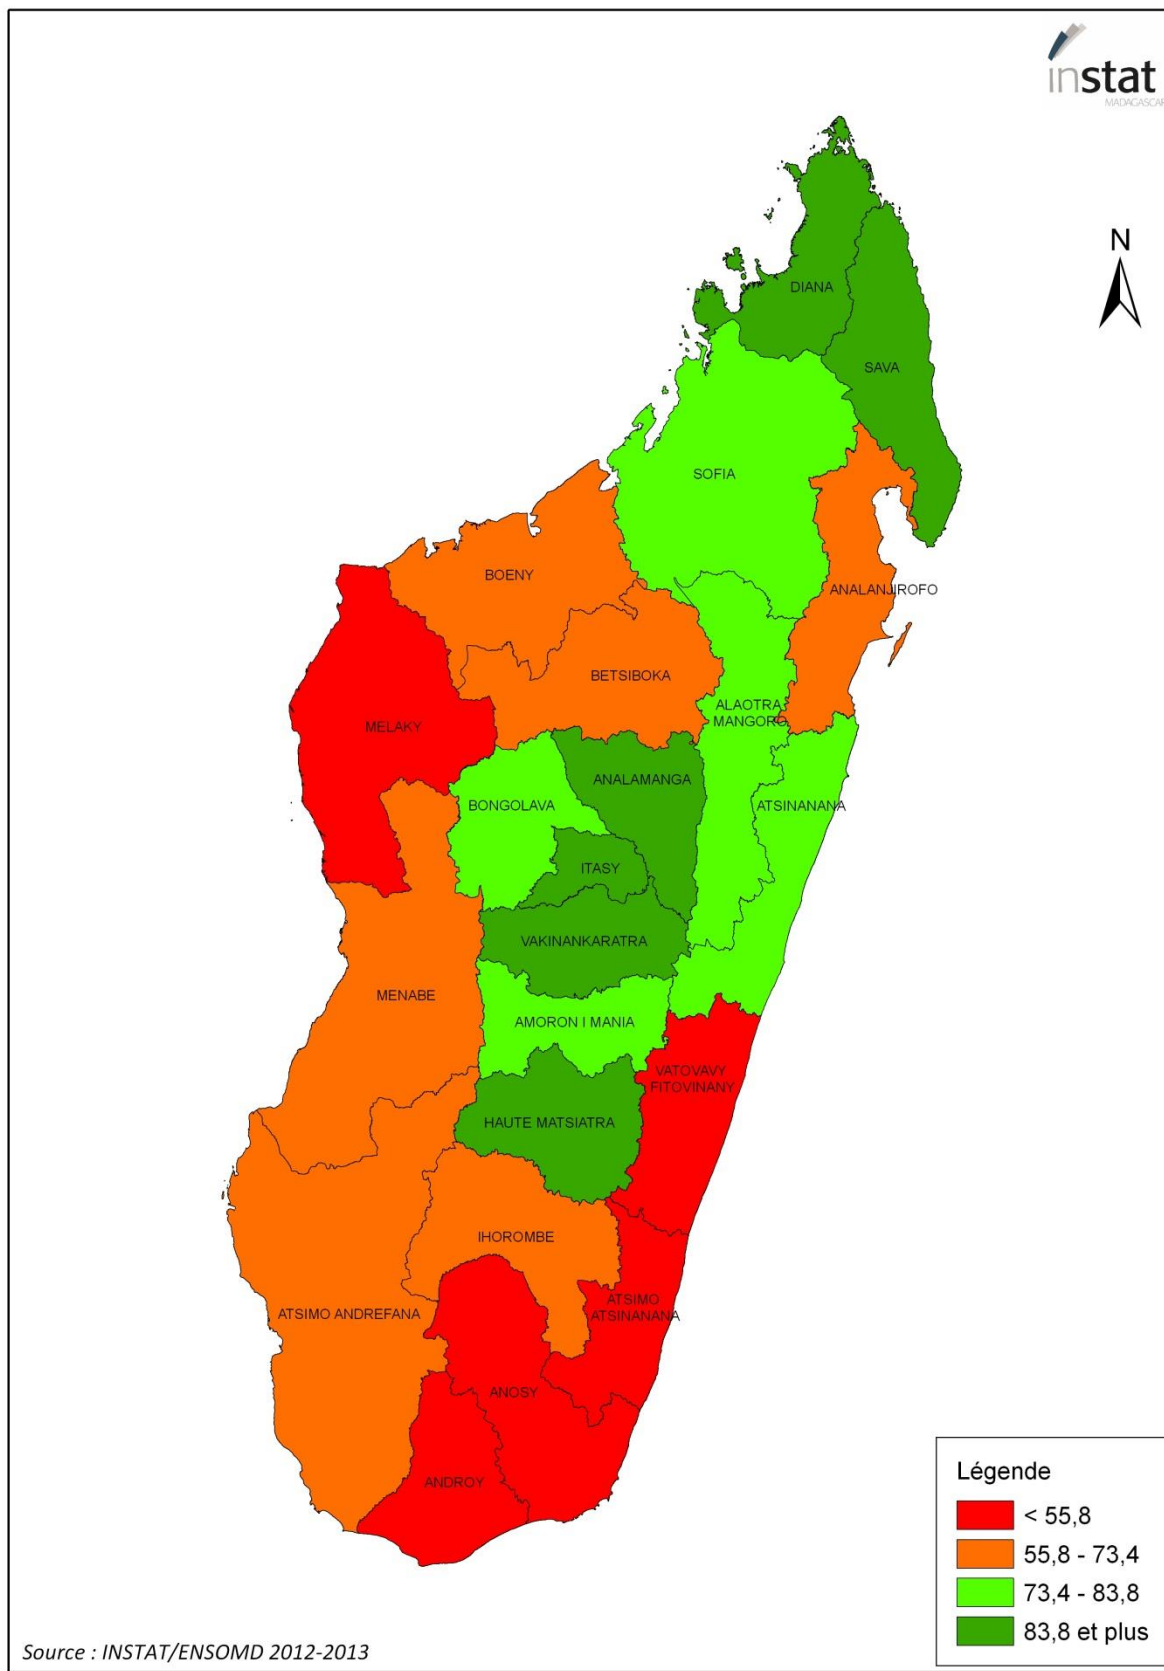 instat
MADAGASCAR
N
DIANA
SAVA
SOFIA
BOENY
ANALANJIROFO
BETSIBOKA
ALAOTRA
MANGORO
MELAKY
ANALAMANGA
BONGOLAVA
ATSINANANA
ITASY
VAKINANKARATRA
MENABE
AMORON I MANIA
VATOVAVY
FITOVINANY
HAUTE MATSIATRA
IHOROMBE
ATSIMO
ATSINANANA
ATSIMO ANDREFANA
ANOSY
ANDROY
Légende
< 55,8
55,8 - 73,4
73,4 - 83,8
83,8 et plus
Source : INSTAT/ENSOMD 2012-2013